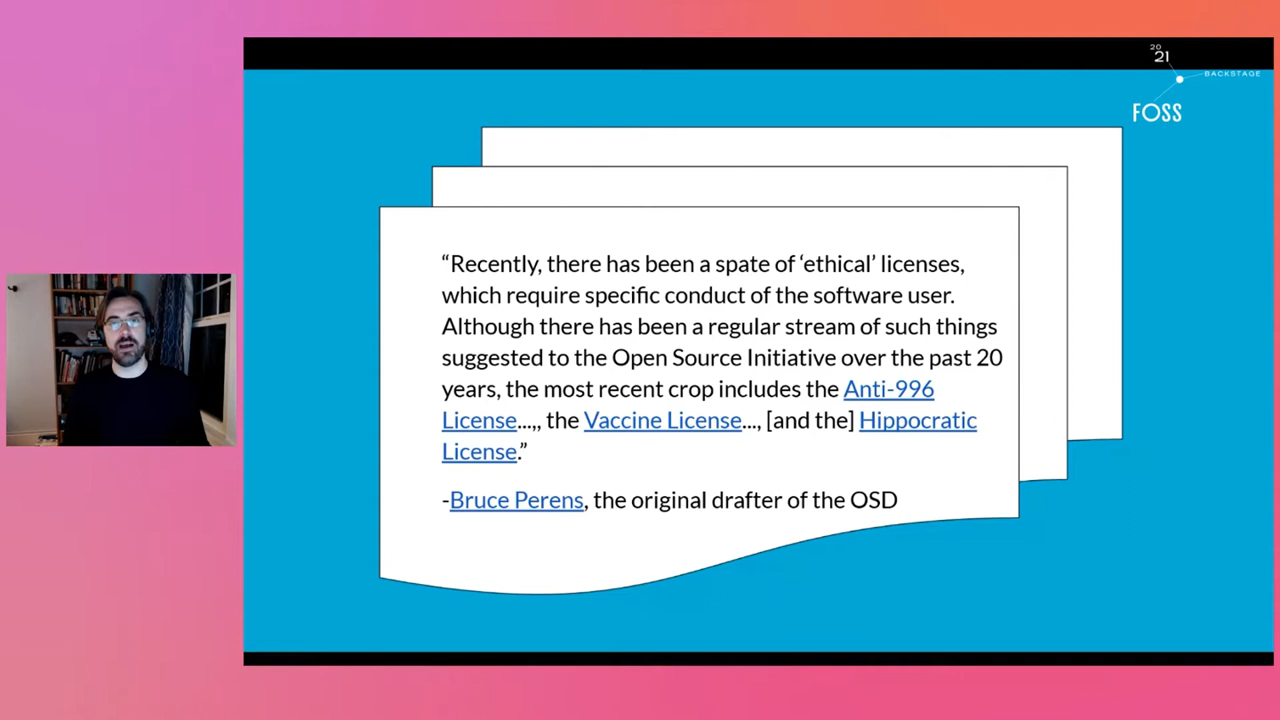 20
21
BACKSTAGE
FOSS
“Recently, there has been a spate of ‘ethical’ licenses,
which require specific conduct of the software user.
Although there has been a regular stream of such things
suggested to the Open Source Initiative over the past 20
years, the most recent crop includes the Anti-996
License...,, the Vaccine License..., [and the] Hippocratic
License.”
-Bruce Perens, the original drafter of the OSD